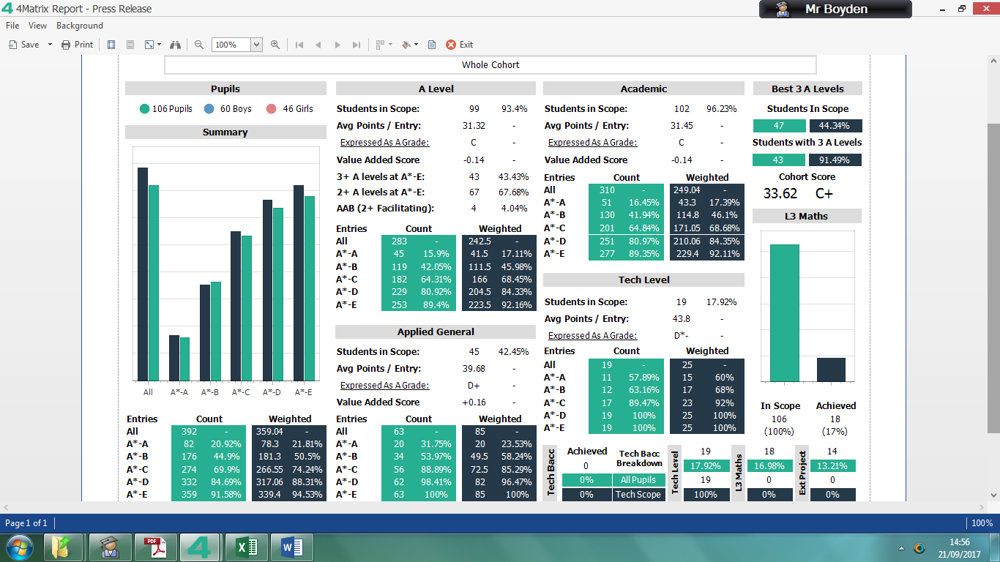 4Matrix Report - Press Release
Mr Boyden
File View Background
Save Print 100% Exit
Whole Cohort
Pupils
106 Pupils 60 Boys 46 Girls
Summary
All A*-A A*-B A*-C A*-D A*-E
Entries Count Weighted
All 392 - 359.04 -
A*-A 82 20.92% 78.3 21.81%
A*-B 176 44.9% 181.3 50.5%
A*-C 274 69.9% 266.55 74.24%
A*-D 332 84.69% 317.06 88.31%
A*-E 359 91.58% 339.4 94.53%
A Level
Students in Scope: 99 93.4%
Avg Points / Entry: 31.32 -
Expressed As A Grade: C -
Value Added Score -0.14 -
3+ A levels at A*-E: 43 43.43%
2+ A levels at A*-E: 67 67.68%
AAB (2+ Facilitating): 4 4.04%
Entries Count Weighted
All 283 - 242.5 -
A*-A 45 15.9% 41.5 17.11%
A*-B 119 42.05% 111.5 45.98%
A*-C 182 64.31% 166 68.45%
A*-D 229 80.92% 204.5 84.33%
A*-E 253 89.4% 223.5 92.16%
Applied General
Students in Scope: 45 42.45%
Avg Points / Entry: 39.68 -
Expressed As A Grade: D+ -
Value Added Score +0.16 -
Entries Count Weighted
All 63 - 85 -
A*-A 20 31.75% 20 23.53%
A*-B 34 53.97% 49.5 58.24%
A*-C 56 88.89% 72.5 85.29%
A*-D 62 98.41% 82 96.47%
A*-E 63 100% 85 100%
Academic
Students in Scope: 102 96.23%
Avg Points / Entry: 31.45 -
Expressed As A Grade: C -
Value Added Score -0.14 -
Entries Count Weighted
All 310 - 249.04 -
A*-A 51 16.45% 43.3 17.39%
A*-B 130 41.94% 114.8 46.1%
A*-C 201 64.84% 171.05 68.68%
A*-D 251 80.97% 210.06 84.35%
A*-E 277 89.35% 229.4 92.11%
Tech Level
Students in Scope: 19 17.92%
Avg Points / Entry: 43.8 -
Expressed As A Grade: D*- -
Entries Count Weighted
All 19 - 25 -
A*-A 11 57.89% 15 60%
A*-B 12 63.16% 17 68%
A*-C 17 89.47% 23 92%
A*-D 19 100% 25 100%
A*-E 19 100% 25 100%
Best 3 A Levels
Students In Scope
47 44.34%
Students with 3 A Levels
43 91.49%
Cohort Score
33.62 C+
L3 Maths
In Scope Achieved
106 18
(100%) (17%)
Tech Bacc
Achieved
0
0%
0%
Tech Bacc
Breakdown
All Pupils
Tech Scope
Tech Level
19
17.92%
19
100%
L3 Maths
18
16.98%
0
0%
Ext Project
14
13.21%
0
0%
Page 1 of 1 100%
PDF
14:56
21/09/2017